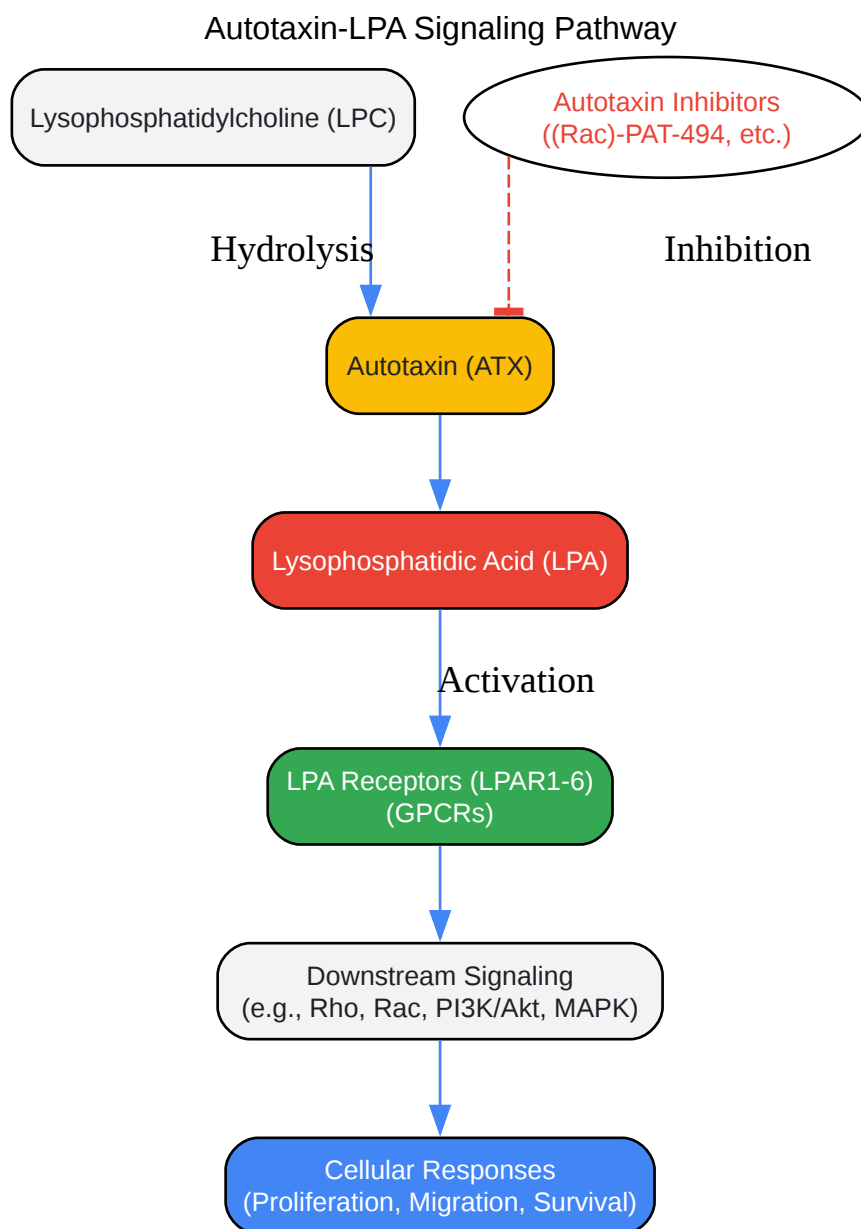 Autotaxin-LPA Signaling Pathway
Lysophosphatidylcholine (LPC)
Autotaxin Inhibitors
((Rac)-PAT-494, etc.)
Hydrolysis
Inhibition
Autotaxin (ATX)
Lysophosphatidic Acid (LPA)
Activation
LPA Receptors (LPAR1-6)
(GPCRs)
Downstream Signaling
(e.g., Rho, Rac, PI3K/Akt, MAPK)
Cellular Responses
(Proliferation, Migration, Survival)